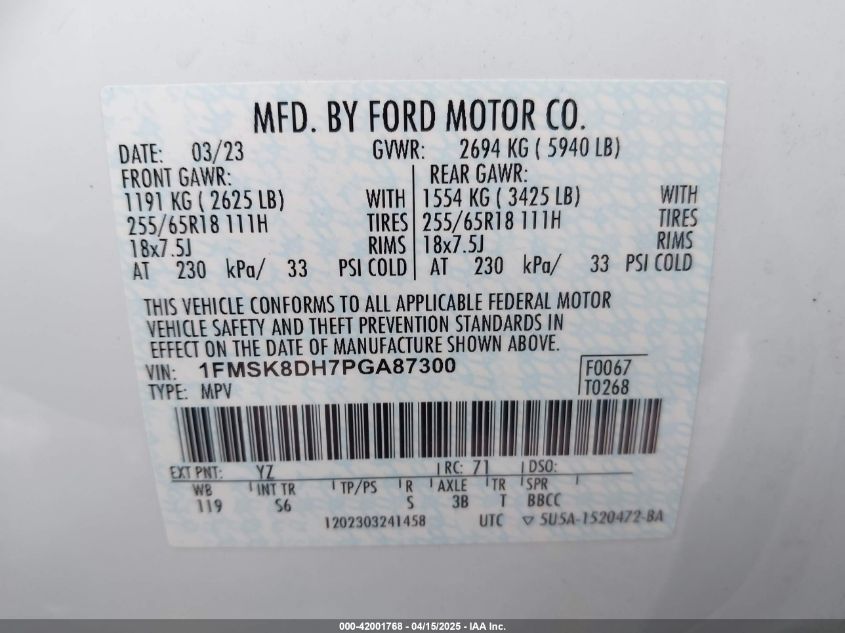 MFD. BY FORD MOTOR CO.
DATE: 03/23 GVWR: 2694 KG ( 5940 LB)
FRONT GAWR: REAR GAWR:
1191 KG ( 2625 LB) WITH 1554 KG ( 3425 LB) WITH
255/65R18 111H TIRES 255/65R18 111H TIRES
18x7.5J RIMS 18x7.5J RIMS
AT 230 kPa/ 33 PSI COLD AT 230 kPa/ 33 PSI COLD
THIS VEHICLE CONFORMS TO ALL APPLICABLE FEDERAL MOTOR
VEHICLE SAFETY AND THEFT PREVENTION STANDARDS IN
EFFECT ON THE DATE OF MANUFACTURE SHOWN ABOVE.
VIN: 1FMSK8DH7PGA87300 F0067
TYPE: MPV T0268
EXT PNT: YZ RC: 71 DSO:
WB INT TR TP/PS R AXLE TR SPR
119 S6 S 3B T BBCC
1202303241458 UTC ▽ 5U5A-1520472-BA
000-42001768 - 04/15/2025 - IAA Inc.